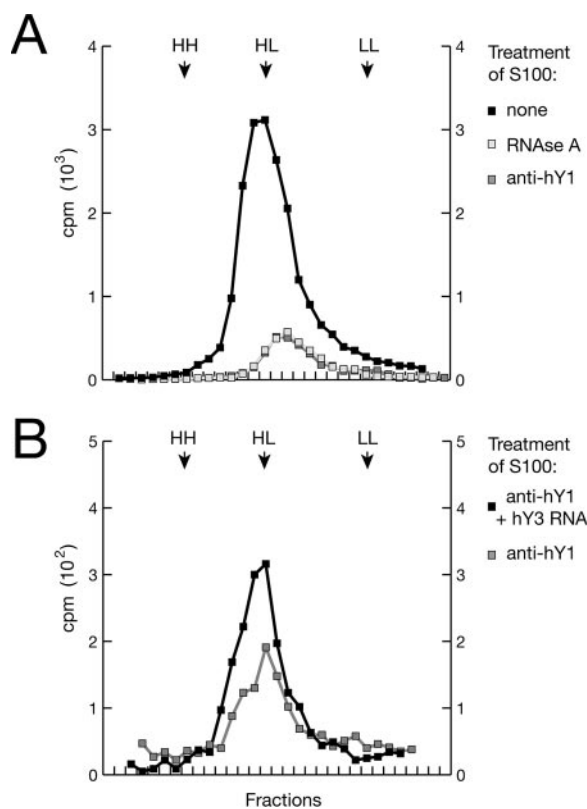 A
HH HL LL
Treatment
of S100:
none
RNAse A
anti-hY1
cpm (10³)
4
3
2
1
0
4
3
2
1
0
B
HH HL LL
Treatment
of S100:
anti-hY1
+ hY3 RNA
anti-hY1
cpm (10²)
5
4
3
2
1
0
5
4
3
2
1
0
Fractions